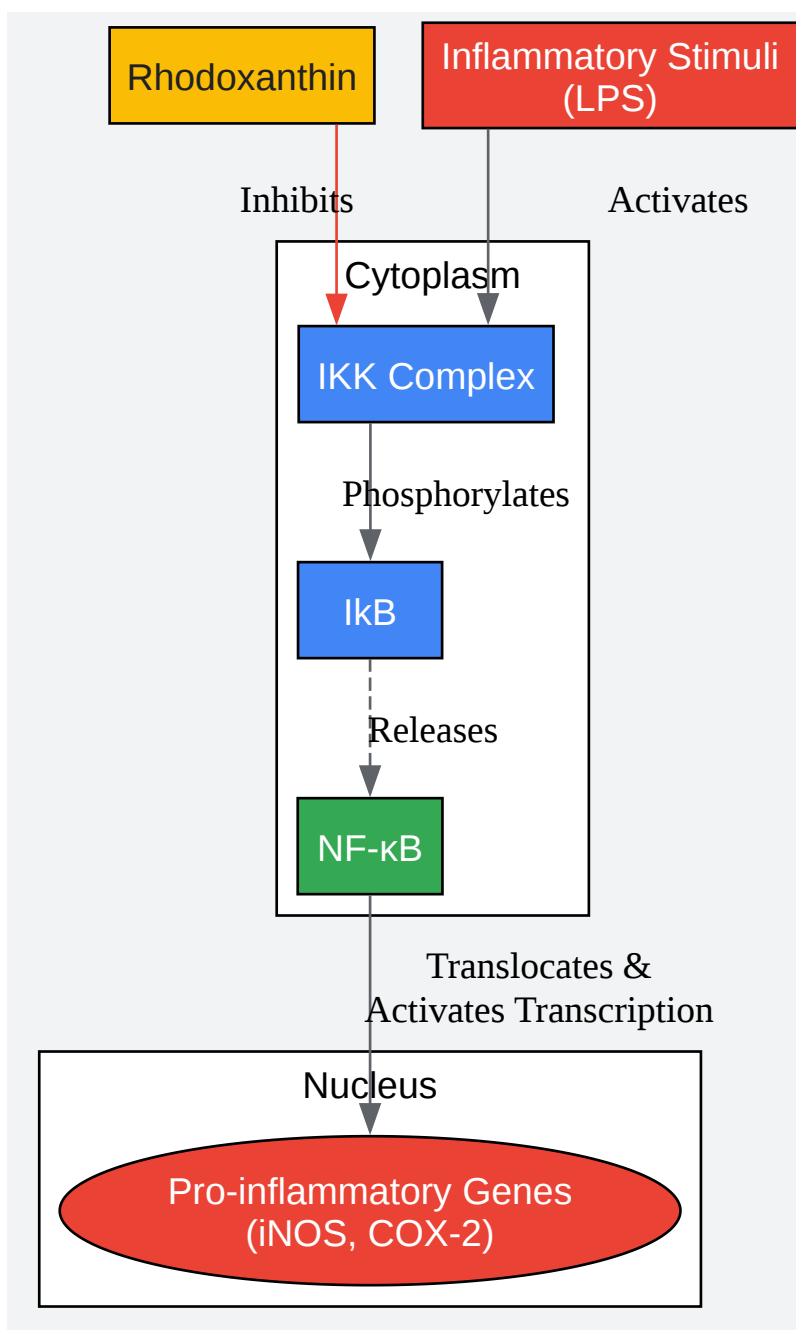 Rhodoxanthin
Inflammatory Stimuli
(LPS)
Inhibits
Activates
Cytoplasm
IKK Complex
Phosphorylates
IkB
Releases
NF-κB
Translocates &
Activates Transcription
Nucleus
Pro-inflammatory Genes
(iNOS, COX-2)